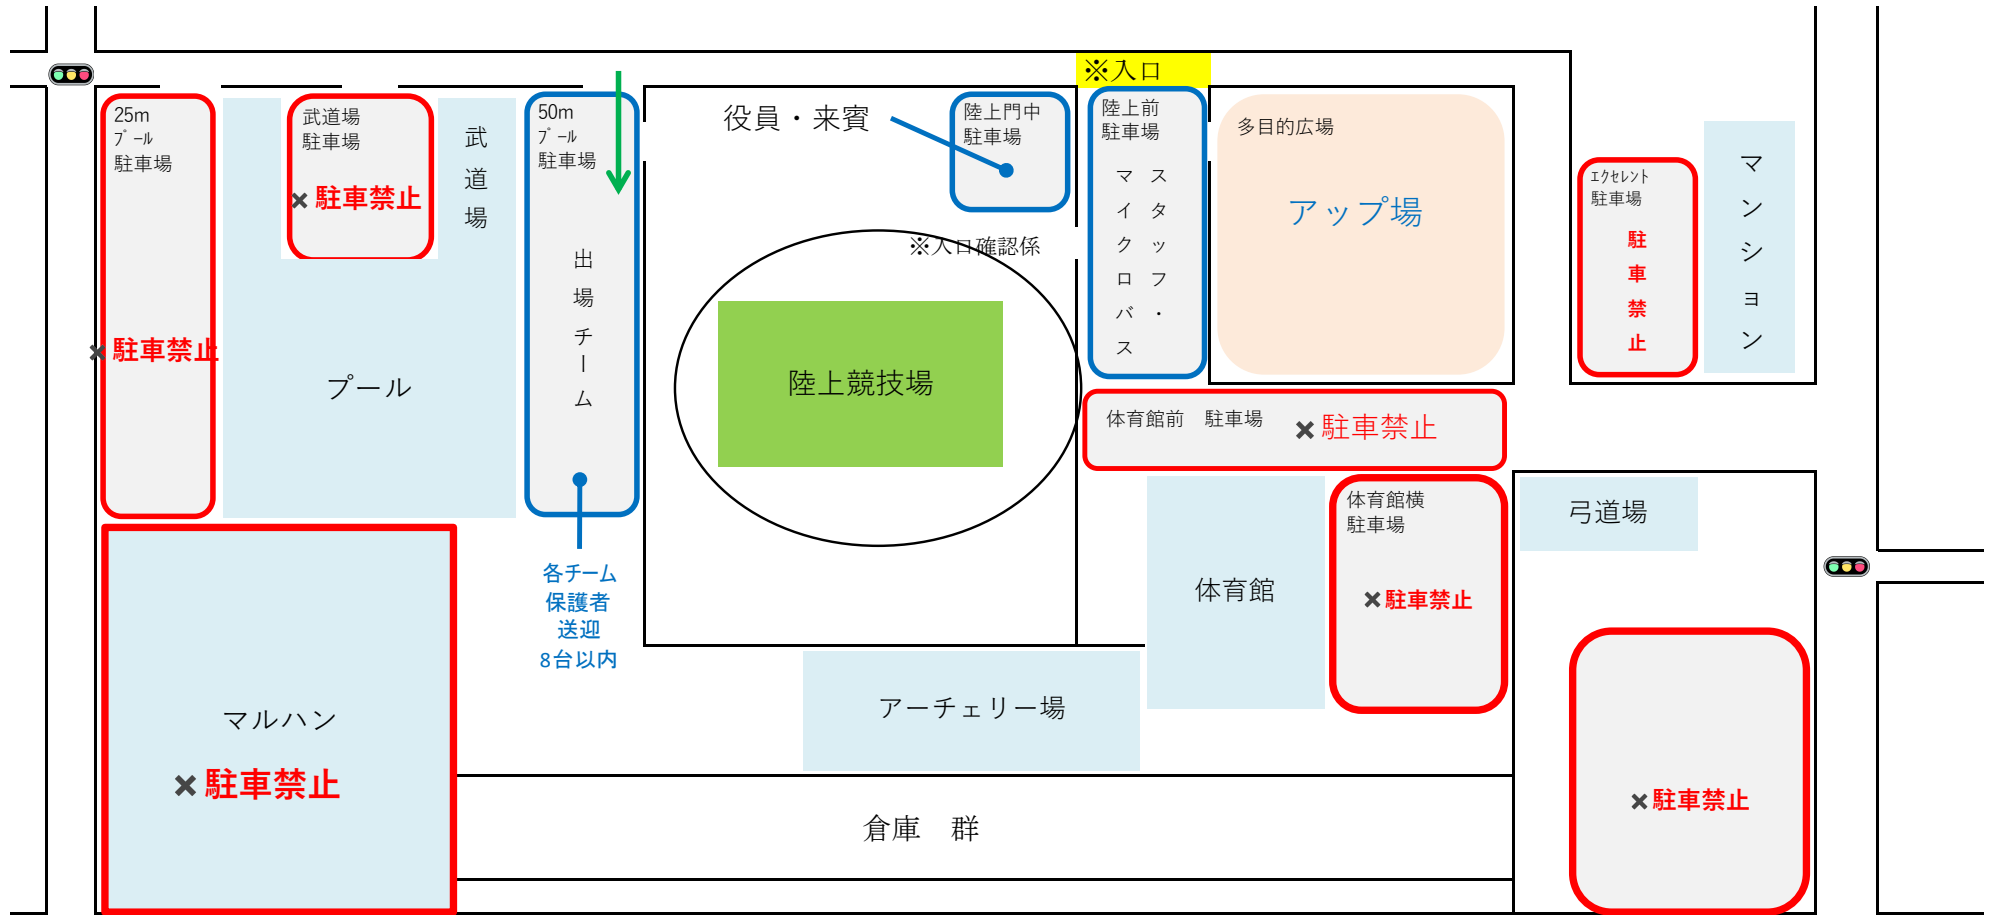 ※入口
25m
ﾌﾟｰﾙ
駐車場
駐車禁止
武道場
駐車場
駐車禁止
武道場
50m
ﾌﾟｰﾙ
駐車場
出場チーム
各チーム
保護者
送迎
8台以内
プール
役員・来賓
陸上門中
駐車場
※入口確認係
陸上競技場
陸上前
駐車場
スタッフ・
マイクロバス
多目的広場
アップ場
ｴｸｾﾚﾝﾄ
駐車場
駐車禁止
マンション
体育館前　駐車場
駐車禁止
体育館
体育館横
駐車場
駐車禁止
弓道場
駐車禁止
マルハン
駐車禁止
アーチェリー場
倉庫　群